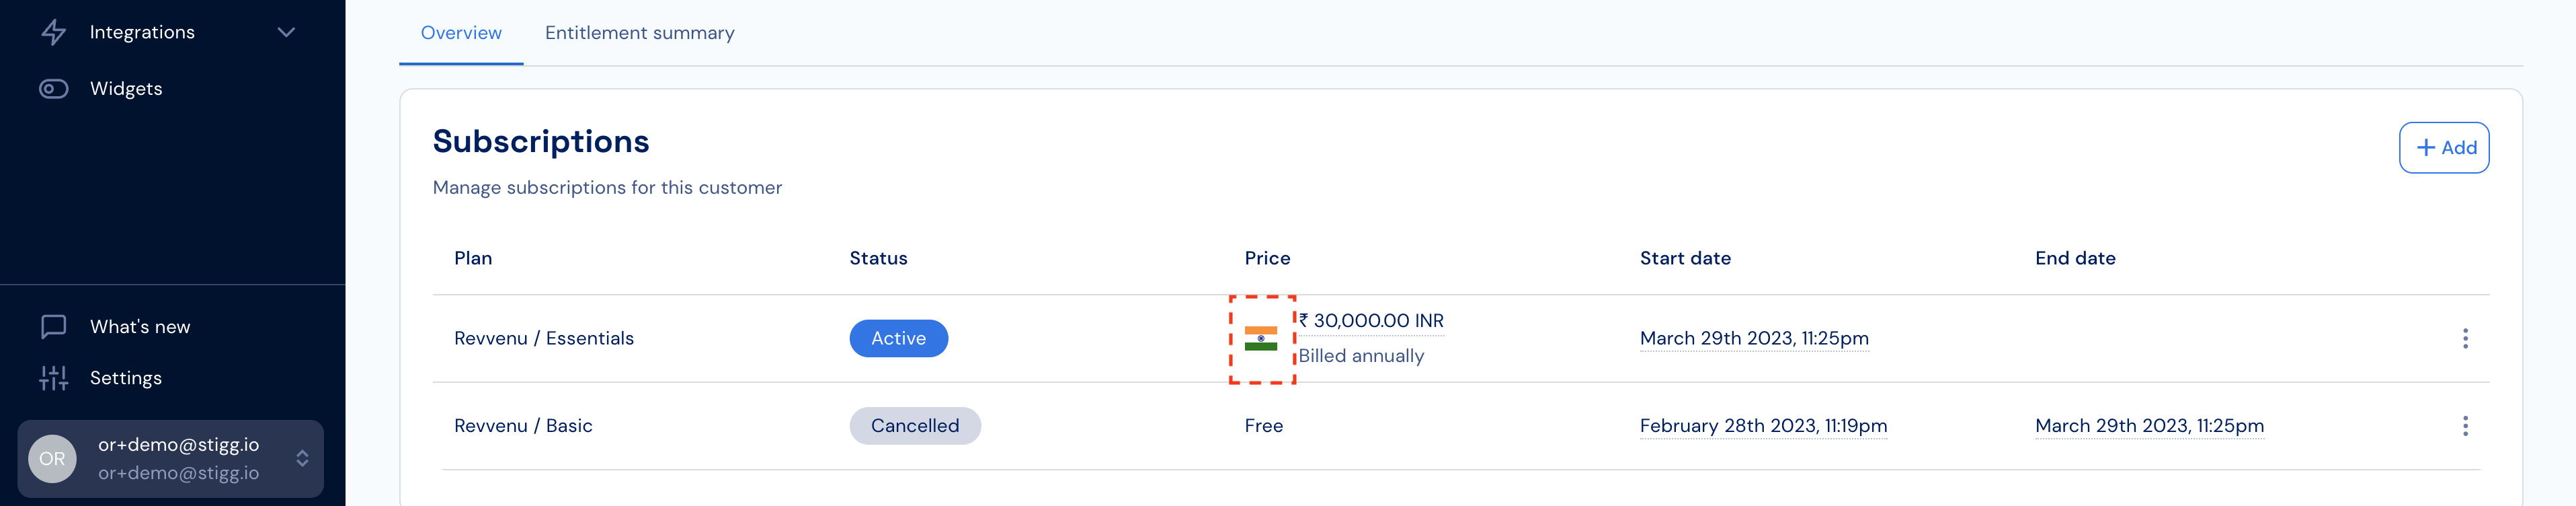 Integrations
Widgets
What's new
Settings
OR
or+demo@stigg.io
or+demo@stigg.io
Overview
Entitlement summary
Subscriptions
Manage subscriptions for this customer
+ Add
Plan Status Price Start date End date
Revvenu / Essentials Active ₹ 30,000.00 INR March 29th 2023, 11:25pm
Billed annually
Revvenu / Basic Cancelled Free February 28th 2023, 11:19pm March 29th 2023, 11:25pm